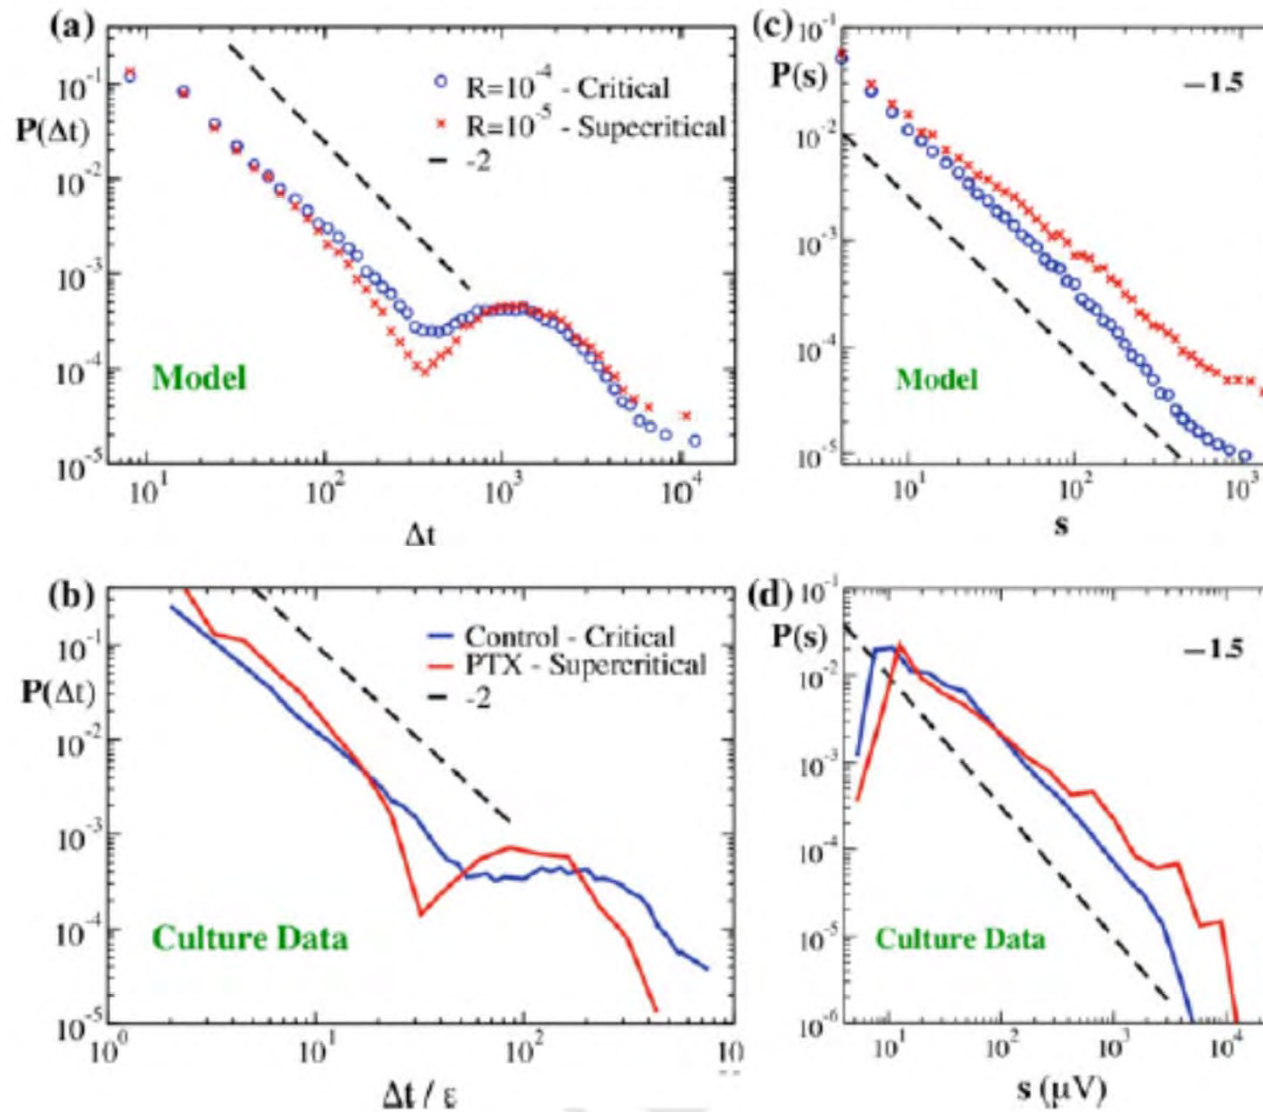 (a)
P(Δt)
10^-1
10^-2
10^-3
10^-4
10^-5
R=10^-4 - Critical
R=10^-5 - Supecritical
-2
Model
10^1 10^2 10^3 10^4
Δt
(c)
P(s)
10^-1
10^-2
10^-3
10^-4
10^-5
−1.5
Model
10^1 10^2 10^3
s
(b)
P(Δt)
10^-1
10^-2
10^-3
10^-4
10^-5
Control - Critical
PTX - Supercritical
-2
Culture Data
10^0 10^1 10^2 10
Δt / ε
(d)
P(s)
10^-1
10^-2
10^-3
10^-4
10^-5
10^-6
−1.5
Culture Data
10^1 10^2 10^3 10^4
s (μV)